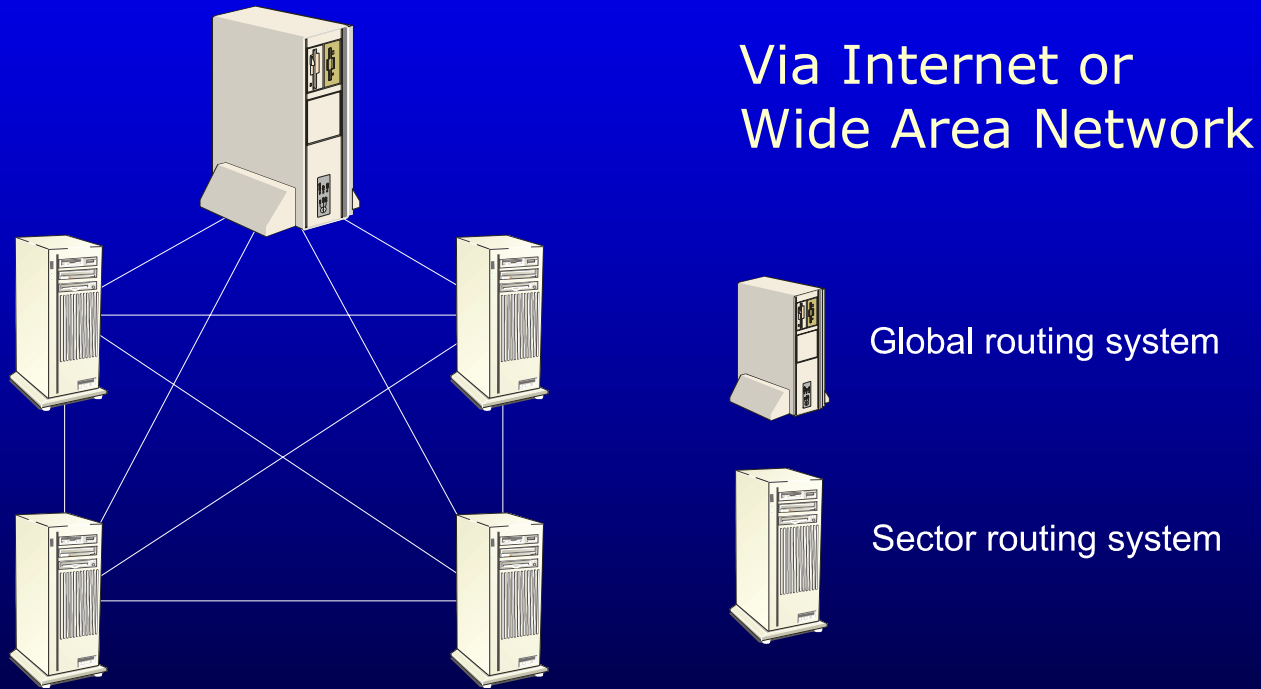 Via Internet or
Wide Area Network
Global routing system
Sector routing system